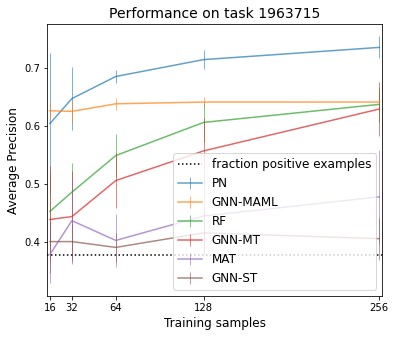 Performance on task 1963715
Average Precision
0.7
0.6
0.5
0.4
fraction positive examples
PN
GNN-MAML
RF
GNN-MT
MAT
GNN-ST
16 32 64 128 256
Training samples